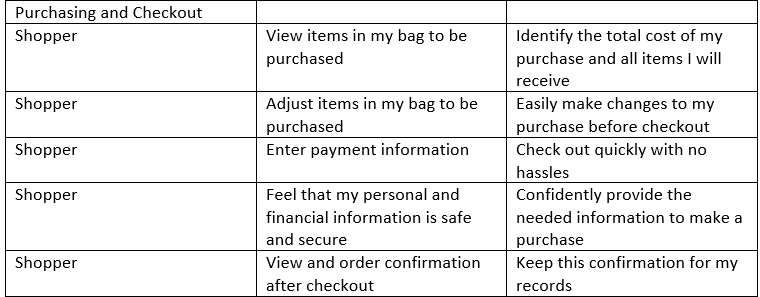 Purchasing and Checkout
Shopper
View items in my bag to be
purchased
Identify the total cost of my
purchase and all items I will
receive
Shopper
Adjust items in my bag to be
purchased
Easily make changes to my
purchase before checkout
Shopper
Enter payment information
Check out quickly with no
hassles
Shopper
Feel that my personal and
financial information is safe
and secure
Confidently provide the
needed information to make a
purchase
Shopper
View and order confirmation
after checkout
Keep this confirmation for my
records